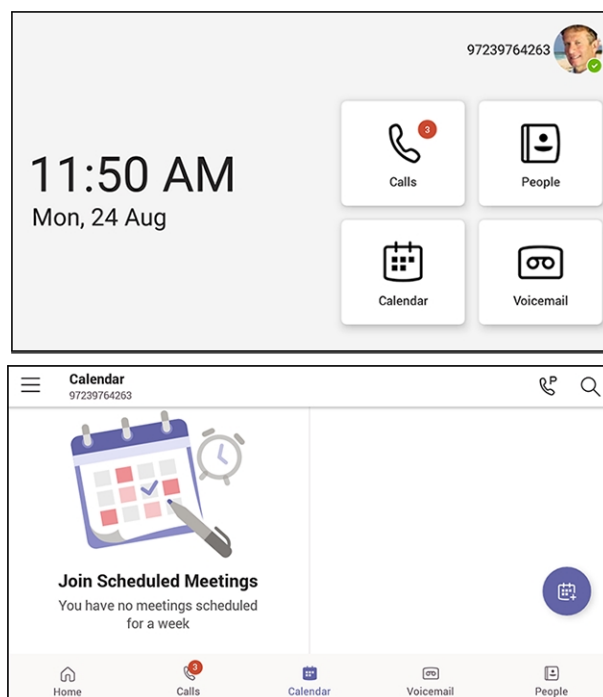 97239764263
3
Calls
People
11:50 AM
Mon, 24 Aug
Calendar
Voicemail
Calendar
97239764263
P
Join Scheduled Meetings
You have no meetings scheduled
for a week
3
Home
Calls
Calendar
Voicemail
People